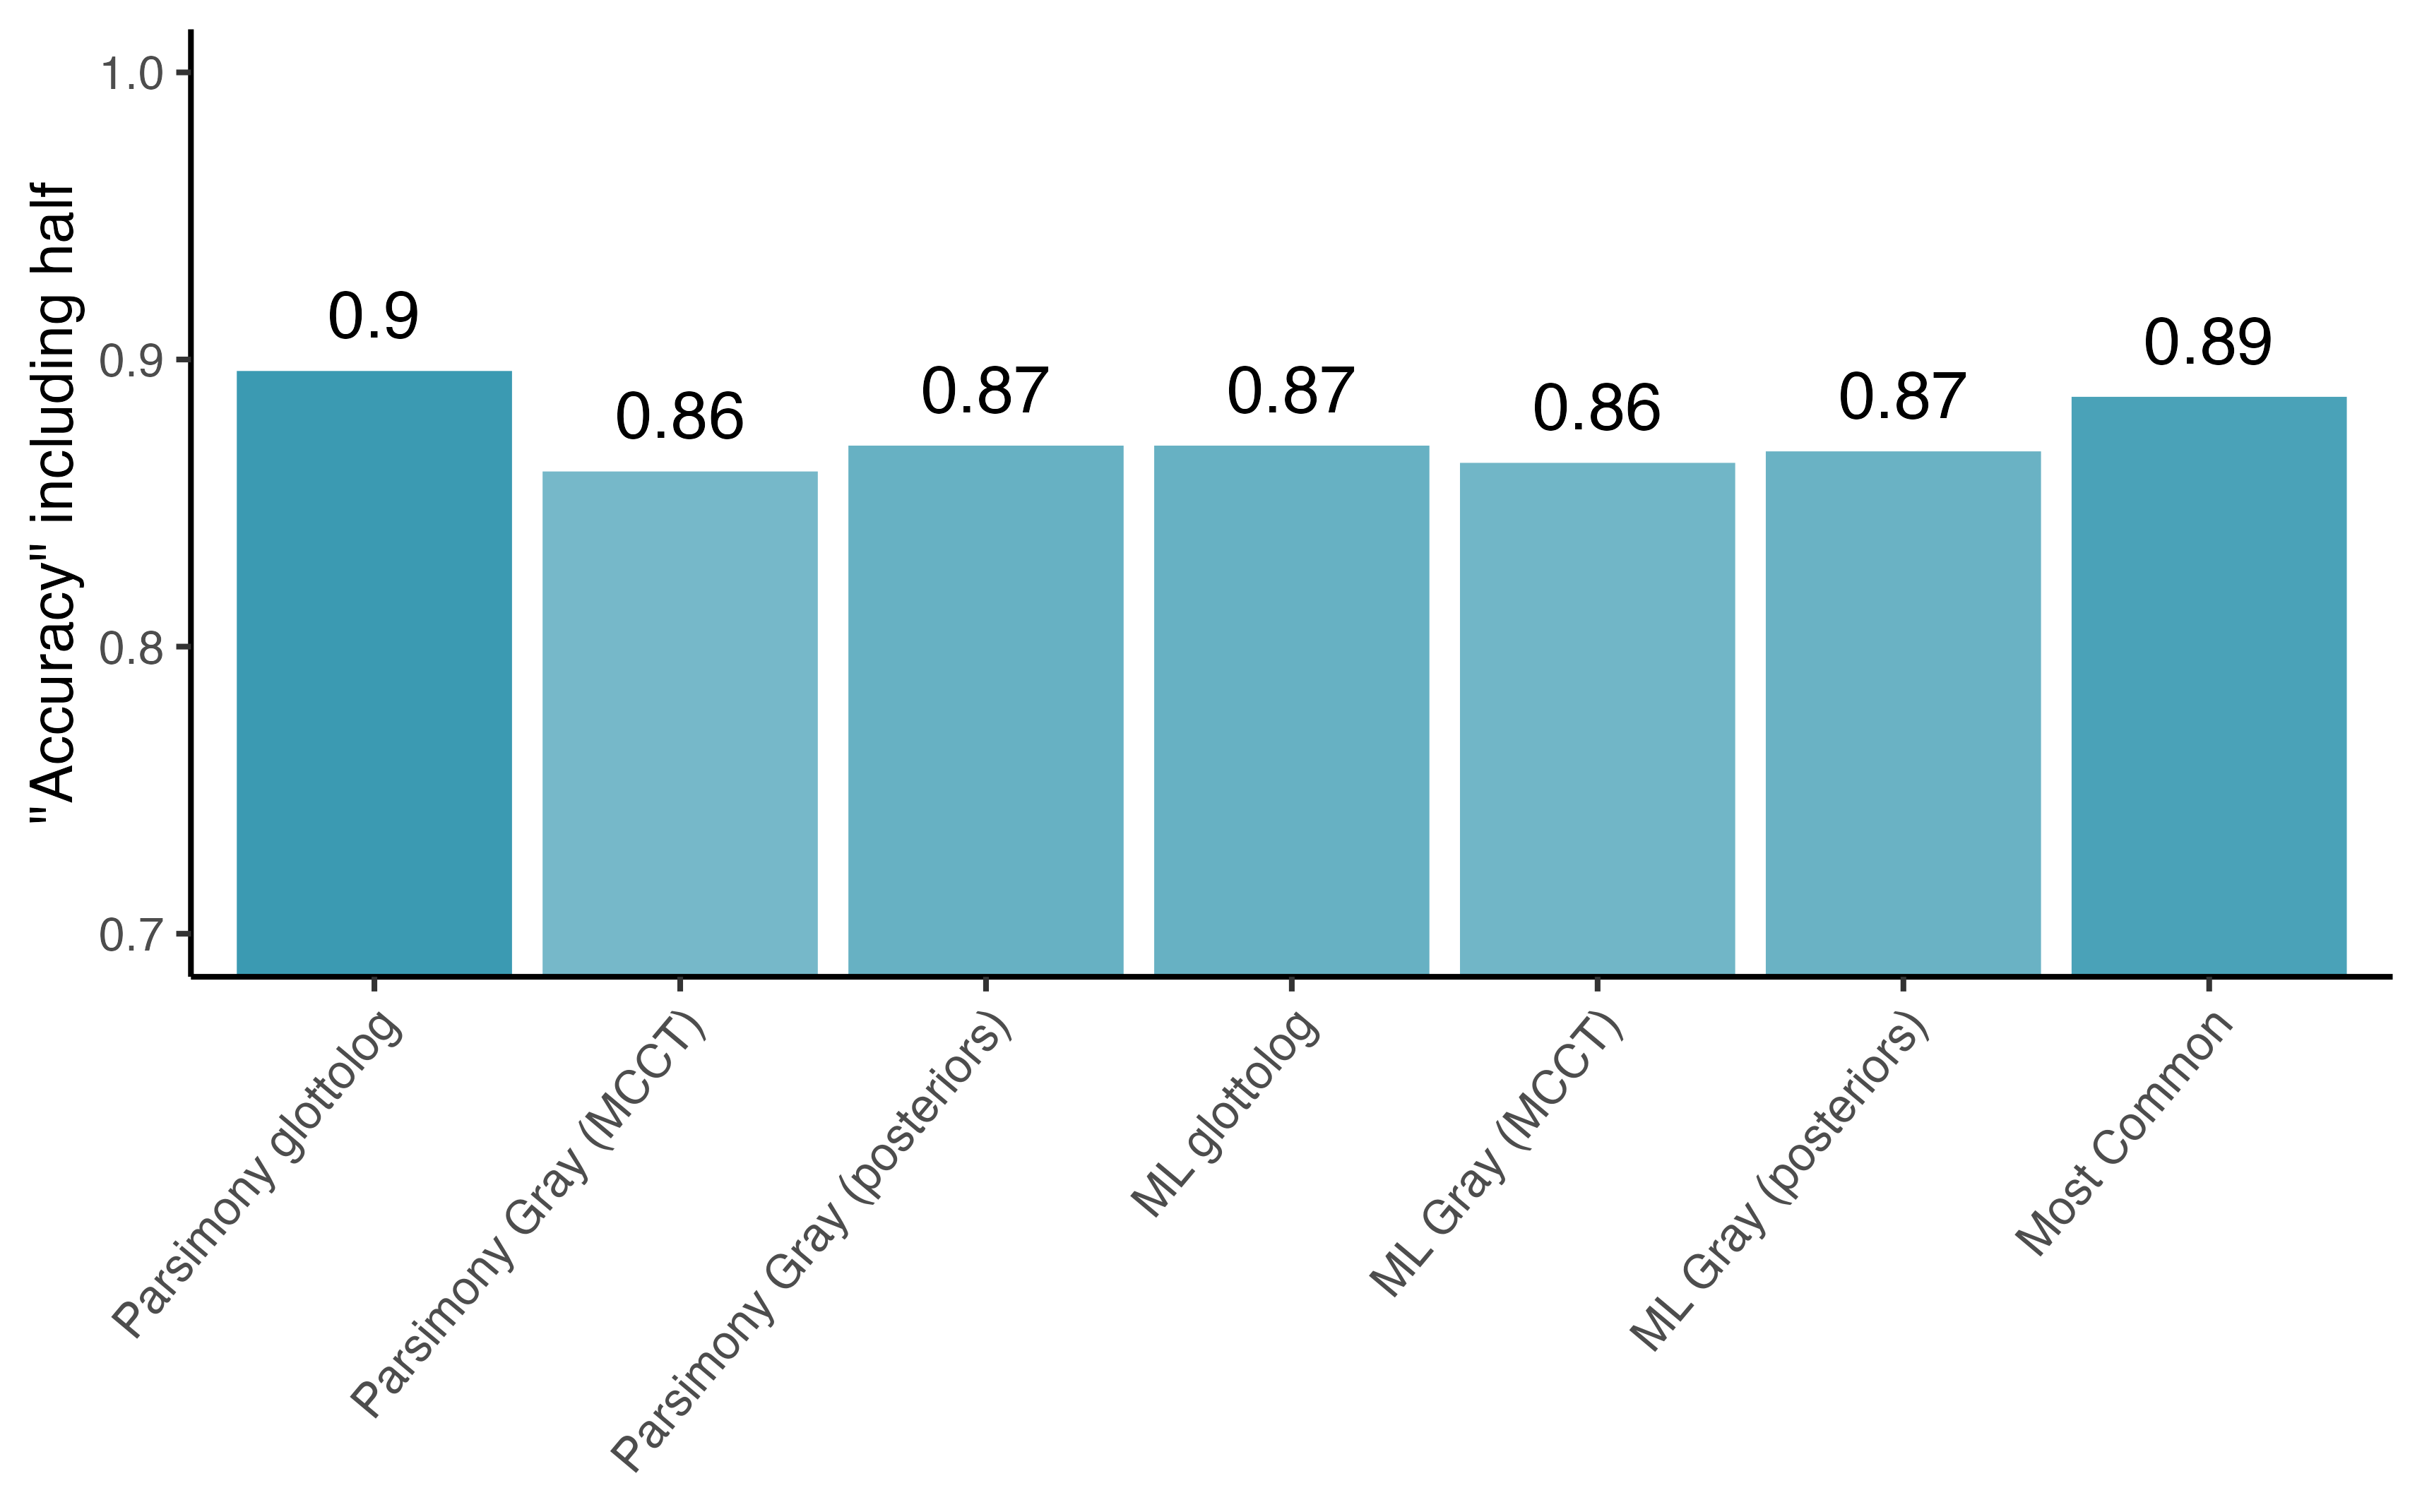 "Accuracy" including half
1.0
0.9
0.8
0.7
0.9
0.86
0.87
0.87
0.86
0.87
0.89
Parsimony glottolog
Parsimony Gray (MCCT)
Parsimony Gray (posteriors)
ML glottolog
ML Gray (MCCT)
ML Gray (posteriors)
Most Common